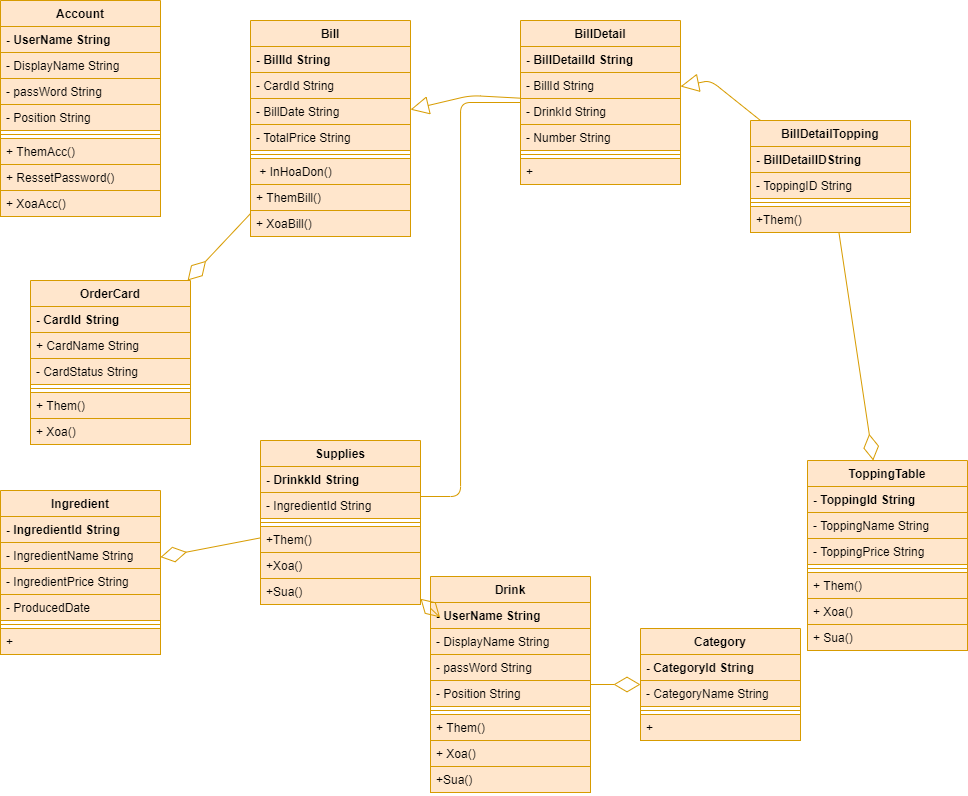 Account
- UserName String
- DisplayName String
- passWord String
- Position String
+ ThemAcc()
+ RessetPassword()
+ XoaAcc()
Bill
- BillId String
- CardId String
- BillDate String
- TotalPrice String
+ InHoaDon()
+ ThemBill()
+ XoaBill()
BillDetail
- BillDetailId String
- BillId String
- DrinkId String
- Number String
+
BillDetailTopping
- BillDetailIDString
- ToppingID String
+Them()
OrderCard
- CardId String
+ CardName String
- CardStatus String
+ Them()
+ Xoa()
Supplies
- DrinkkId String
- IngredientId String
+Them()
+Xoa()
+Sua()
ToppingTable
- ToppingId String
- ToppingName String
- ToppingPrice String
+ Them()
+ Xoa()
+ Sua()
Ingredient
- IngredientId String
- IngredientName String
- IngredientPrice String
- ProducedDate
+
Drink
- UserName String
- DisplayName String
- passWord String
- Position String
+ Them()
+ Xoa()
+Sua()
Category
- CategoryId String
- CategoryName String
+